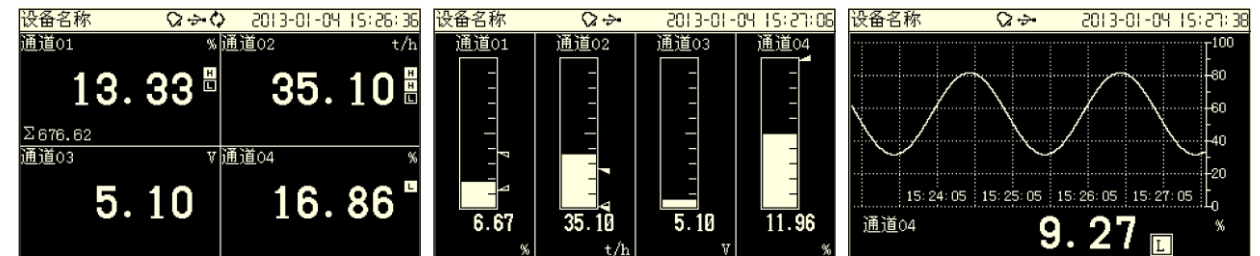 设备名称 2013-01-04 15:26:36
通道01 % 通道02 t/h
13.33 H L 35.10 H H L
Σ676.62
通道03 V 通道04 %
5.10 16.86 L
设备名称 2013-01-04 15:27:06
通道01 通道02 通道03 通道04
6.67 35.10 5.10 11.96
% t/h V %
设备名称 2013-01-04 15:27:38
100
80
60
40
20
0
15:24:05 15:25:05 15:26:05 15:27:05
通道04 9.27 L %